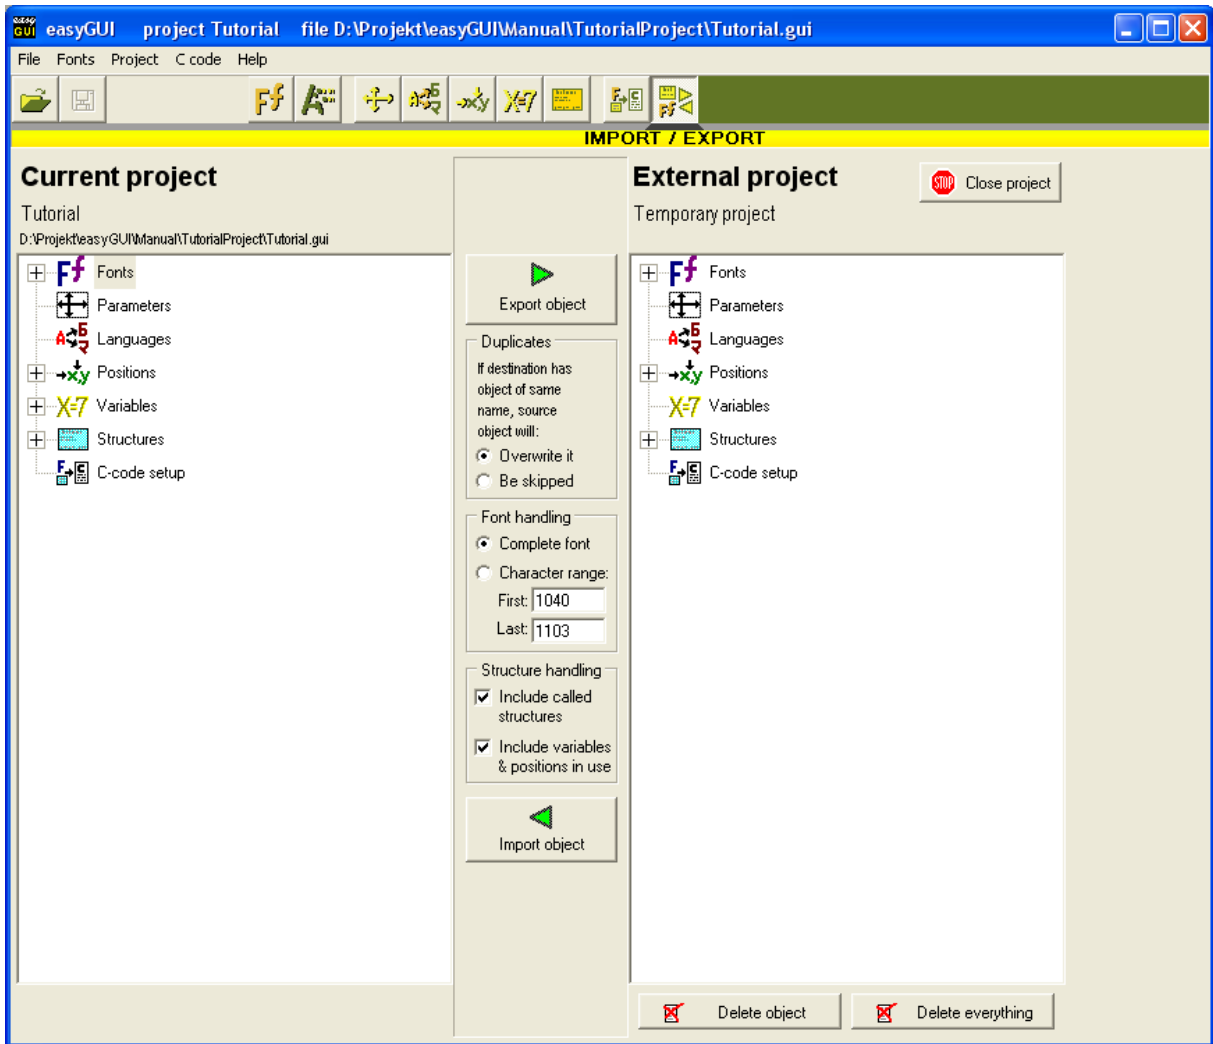 easyGUI project Tutorial file D:\Projekt\easyGUI\Manual\TutorialProject\Tutorial.gui
File Fonts Project C code Help
IMPORT / EXPORT
Current project
Tutorial
D:\Projekt\easyGUI\Manual\TutorialProject\Tutorial.gui
Fonts
Parameters
Languages
Positions
X=7 Variables
Structures
C-code setup
Export object
Duplicates
If destination has
object of same
name, source
object will:
Overwrite it
Be skipped
Font handling
Complete font
Character range:
First: 1040
Last: 1103
Structure handling
Include called
structures
Include variables
& positions in use
Import object
External project
STOP Close project
Temporary project
Fonts
Parameters
Languages
Positions
X=7 Variables
Structures
C-code setup
Delete object
Delete everything